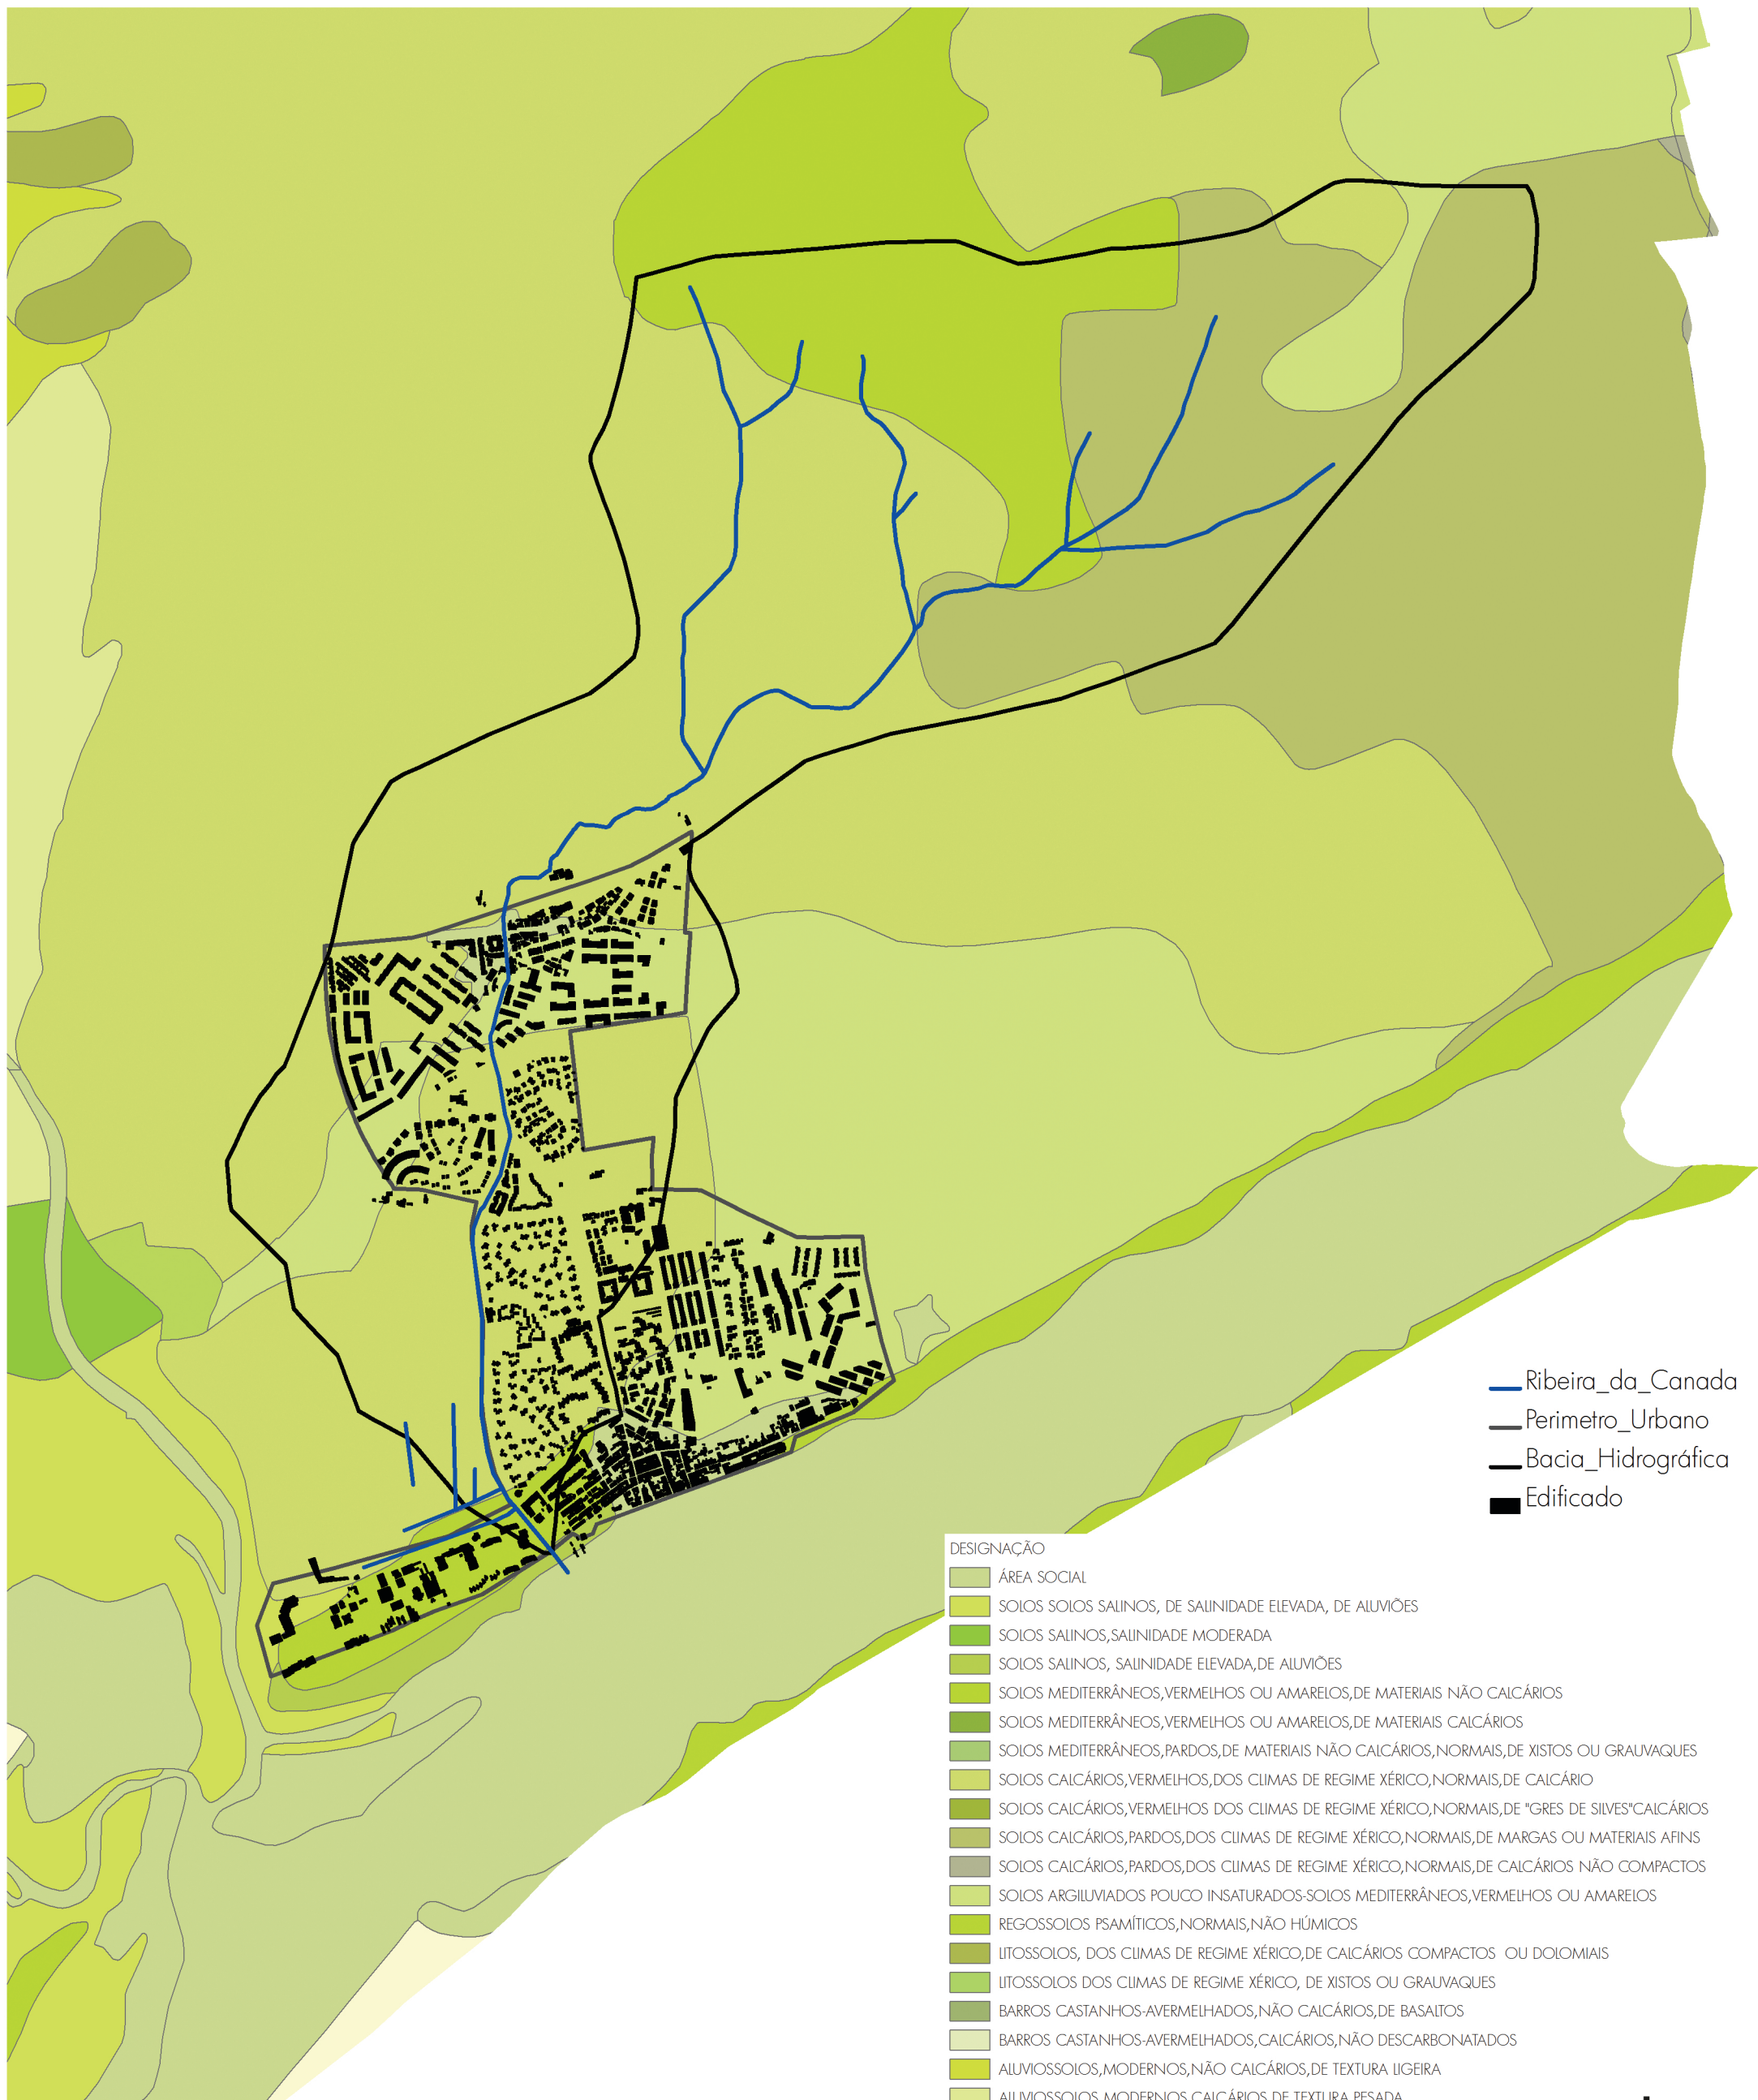 Ribeira_da_Canada
Perimetro_Urbano
Bacia_Hidrográfica
Edificado
DESIGNAÇÃO
ÁREA SOCIAL
SOLOS SOLOS SALINOS, DE SALINIDADE ELEVADA, DE ALUVIÕES
SOLOS SALINOS,SALINIDADE MODERADA
SOLOS SALINOS, SALINIDADE ELEVADA,DE ALUVIÕES
SOLOS MEDITERRÂNEOS,VERMELHOS OU AMARELOS,DE MATERIAIS NÃO CALCÁRIOS
SOLOS MEDITERRÂNEOS,VERMELHOS OU AMARELOS,DE MATERIAIS CALCÁRIOS
SOLOS MEDITERRÂNEOS,PARDOS,DE MATERIAIS NÃO CALCÁRIOS,NORMAIS,DE XISTOS OU GRAUVAQUES
SOLOS CALCÁRIOS,VERMELHOS,DOS CLIMAS DE REGIME XÉRICO,NORMAIS,DE CALCÁRIO
SOLOS CALCÁRIOS,VERMELHOS DOS CLIMAS DE REGIME XÉRICO,NORMAIS,DE "GRES DE SILVES"CALCÁRIOS
SOLOS CALCÁRIOS,PARDOS,DOS CLIMAS DE REGIME XÉRICO,NORMAIS,DE MARGAS OU MATERIAIS AFINS
SOLOS CALCÁRIOS,PARDOS,DOS CLIMAS DE REGIME XÉRICO,NORMAIS,DE CALCÁRIOS NÃO COMPACTOS
SOLOS ARGILUVIADOS POUCO INSATURADOS-SOLOS MEDITERRÂNEOS,VERMELHOS OU AMARELOS
REGOSSOLOS PSAMÍTICOS,NORMAIS,NÃO HÚMICOS
LITOSSOLOS, DOS CLIMAS DE REGIME XÉRICO,DE CALCÁRIOS COMPACTOS OU DOLOMIAIS
LITOSSOLOS DOS CLIMAS DE REGIME XÉRICO, DE XISTOS OU GRAUVAQUES
BARROS CASTANHOS-AVERMELHADOS,NÃO CALCÁRIOS,DE BASALTOS
BARROS CASTANHOS-AVERMELHADOS,CALCÁRIOS,NÃO DESCARBONATADOS
ALUVIOSSOLOS,MODERNOS,NÃO CALCÁRIOS,DE TEXTURA LIGEIRA
ALUVIOSSOLOS,MODERNOS,CALCÁRIOS,DE TEXTURA PESADA